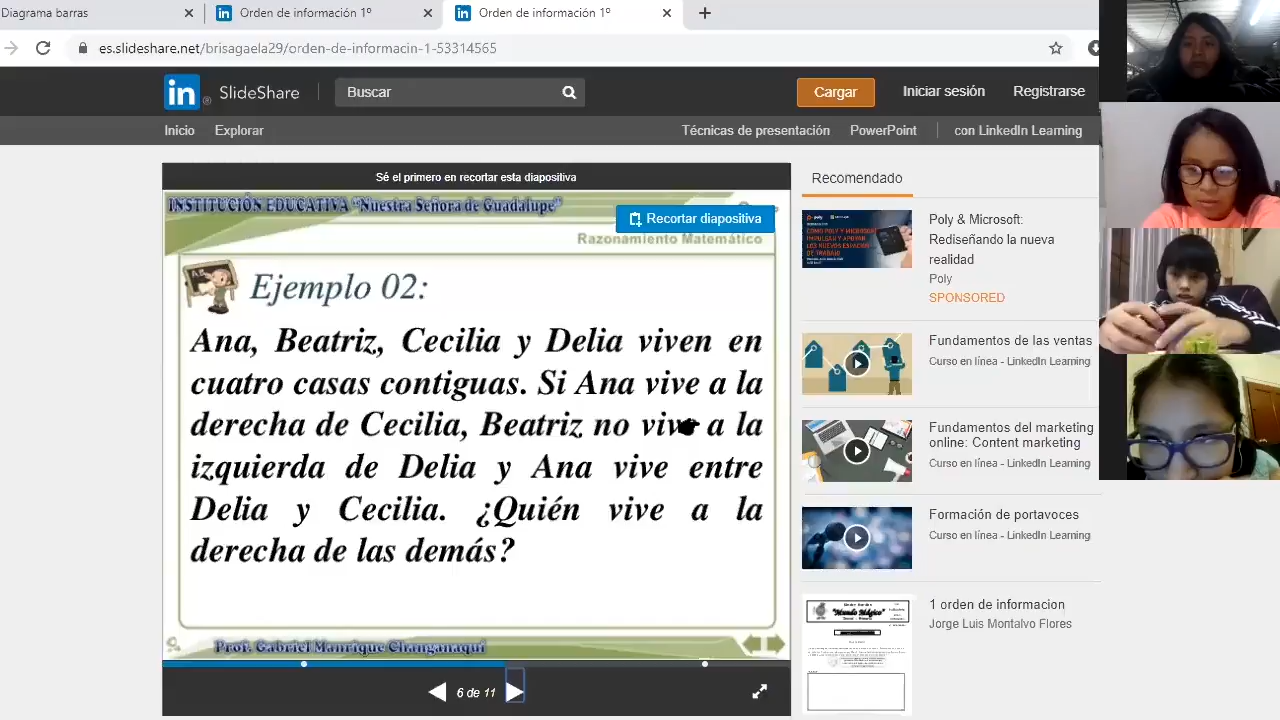 Diagrama barras
Orden de información 1º
Orden de información 1º
es.slideshare.net/brisagaela29/orden-de-informacin-1-53314565
in SlideShare
Buscar
Cargar
Iniciar sesión
Registrarse
Inicio
Explorar
Técnicas de presentación
PowerPoint
con LinkedIn Learning
Sé el primero en recortar esta diapositiva
INSTITUCIÓN EDUCATIVA "Nuestra Señora de Guadalupe"
Recortar diapositiva
Razonamiento Matemático
Ejemplo 02:
Ana, Beatriz, Cecilia y Delia viven en
cuatro casas contiguas. Si Ana vive a la
derecha de Cecilia, Beatriz no vive a la
izquierda de Delia y Ana vive entre
Delia y Cecilia. ¿Quién vive a la
derecha de las demás?
6 de 11
Recomendado
Poly & Microsoft:
Rediseñando la nueva
realidad
Poly
SPONSORED
Fundamentos de las ventas
Curso en línea - LinkedIn Learning
Fundamentos del marketing
online: Content marketing
Curso en línea - LinkedIn Learning
Formación de portavoces
Curso en línea - LinkedIn Learning
"Mundo Mágico"
1 orden de informacion
Jorge Luis Montalvo Flores